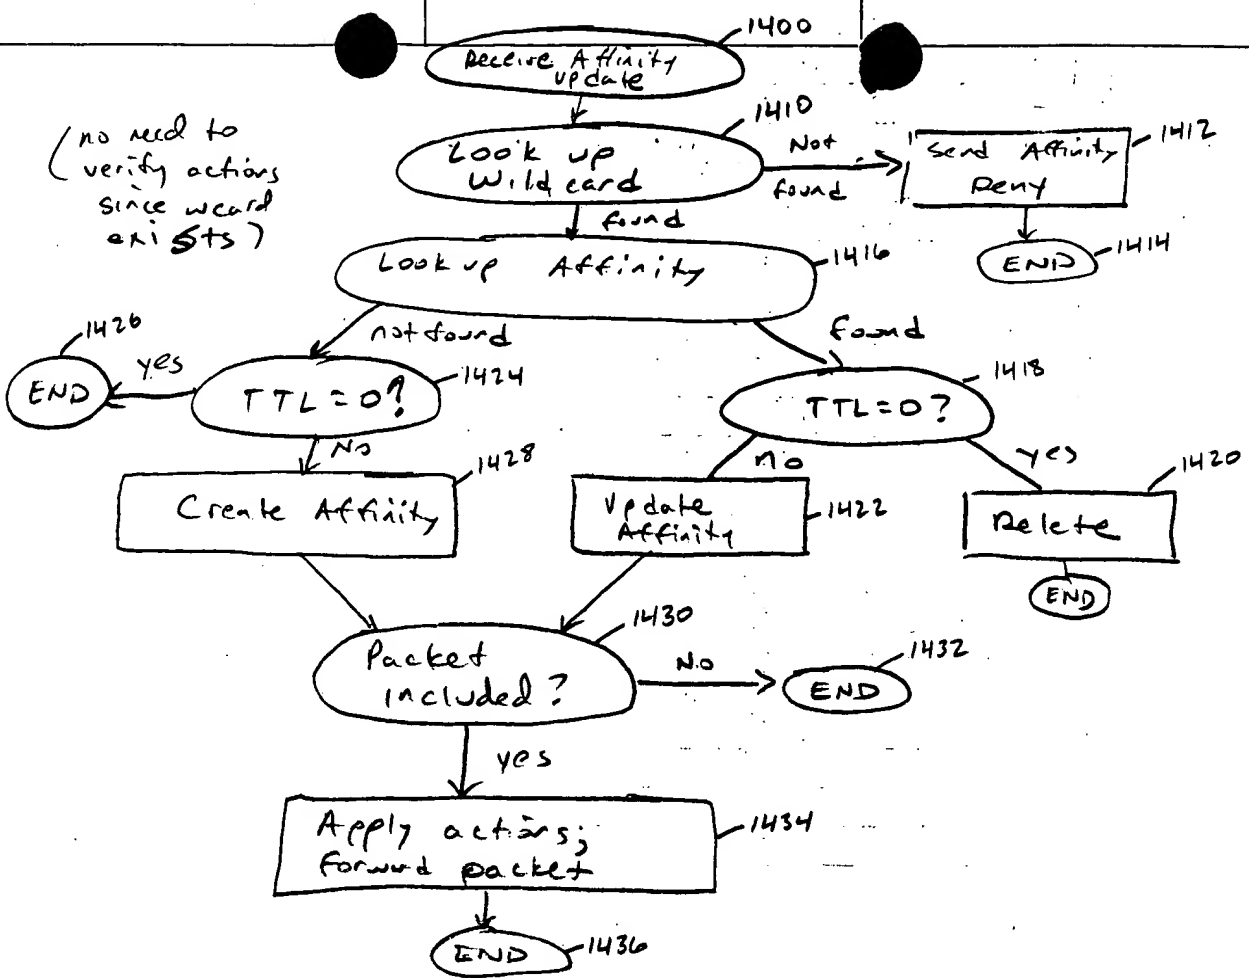 1400
Receive Affinity
update
1410
(no need to
verify actions
since wcard
exists)
Look up
Wildcard
Not
found
Send Affinity
Deny
1412
found
END
1414
Look up Affinity
1416
not found
found
1426
END
yes
TTL = 0?
1424
TTL = 0?
1418
No
no
yes
Create Affinity
1428
Update
Affinity
1422
Delete
1420
END
Packet
included?
1430
No
END
1432
yes
Apply actions;
forward packet
1434
END
1436